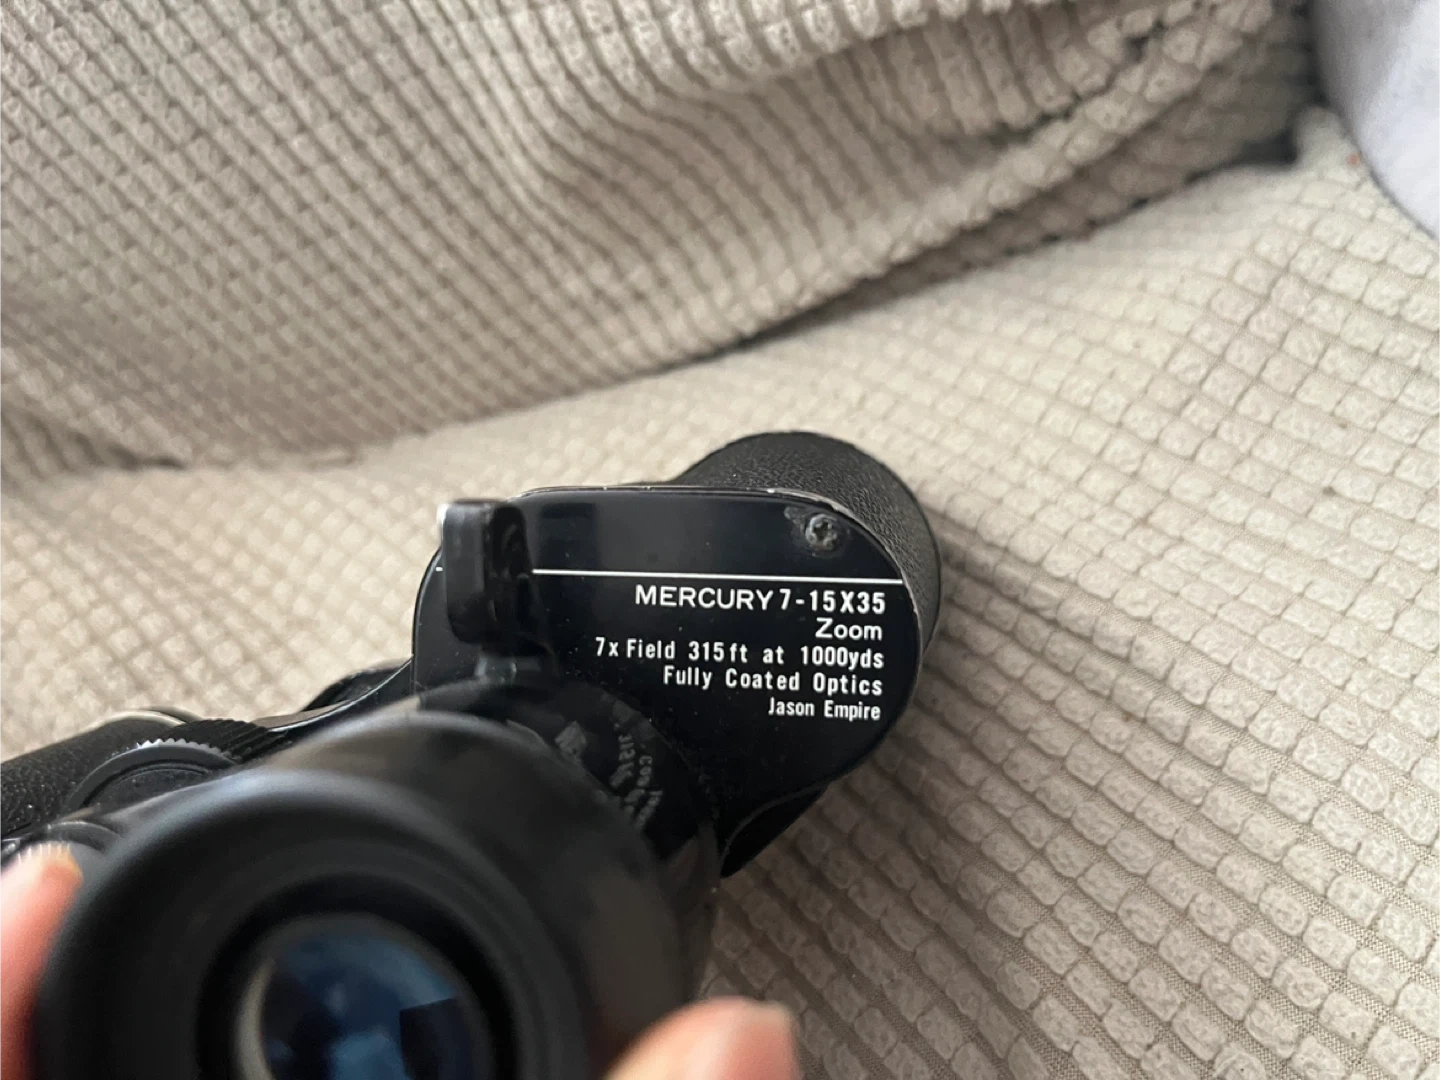 MERCURY 7-15X35
Zoom
7x Field 315ft at 1000yds
Fully Coated Optics
Jason Empire